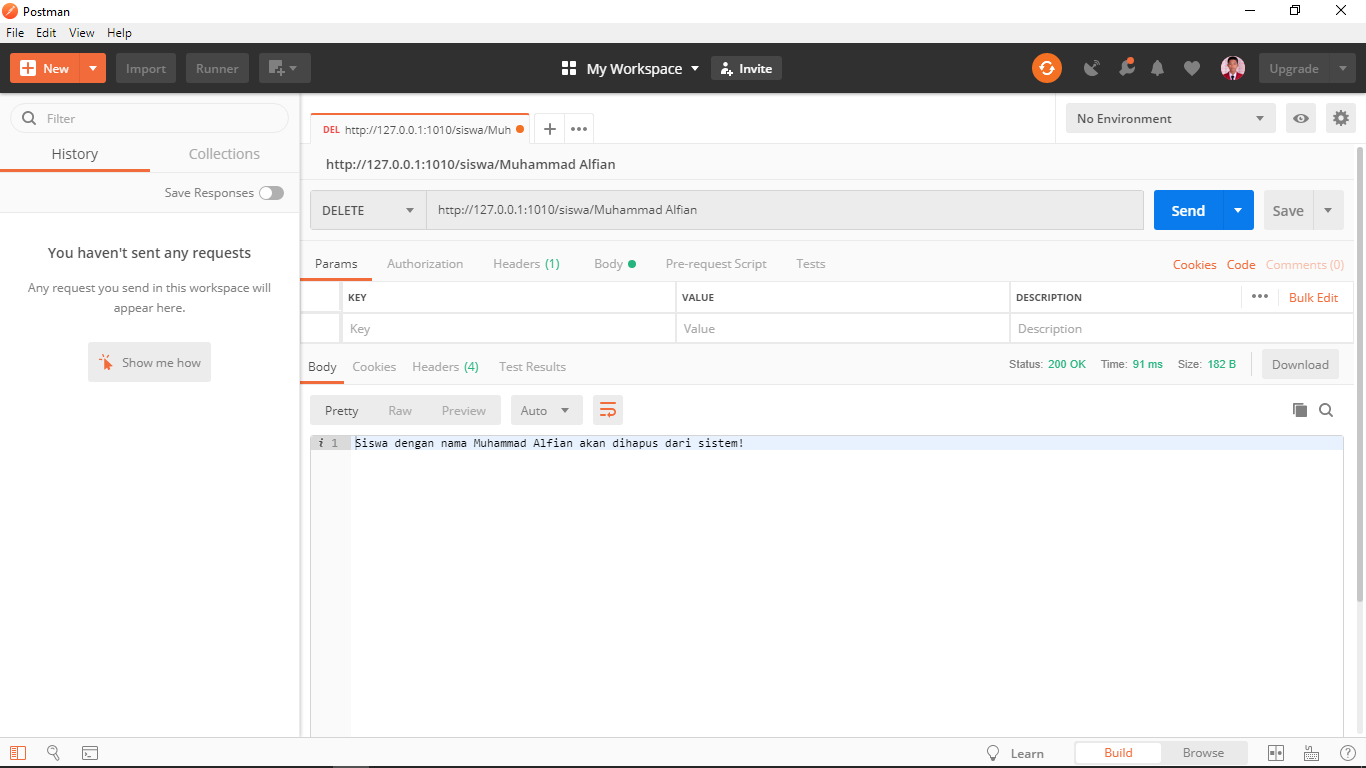 Postman
File Edit View Help
New Import Runner My Workspace Invite Upgrade
Filter
History Collections
Save Responses
You haven't sent any requests
Any request you send in this workspace will
appear here.
Show me how
DEL http://127.0.0.1:1010/siswa/Muh
No Environment
http://127.0.0.1:1010/siswa/Muhammad Alfian
DELETE http://127.0.0.1:1010/siswa/Muhammad Alfian Send Save
Params Authorization Headers (1) Body Pre-request Script Tests Cookies Code Comments (0)
KEY VALUE DESCRIPTION Bulk Edit
Key Value Description
Body Cookies Headers (4) Test Results Status: 200 OK Time: 91 ms Size: 182 B Download
Pretty Raw Preview Auto
i 1 Siswa dengan nama Muhammad Alfian akan dihapus dari sistem!
Learn Build Browse